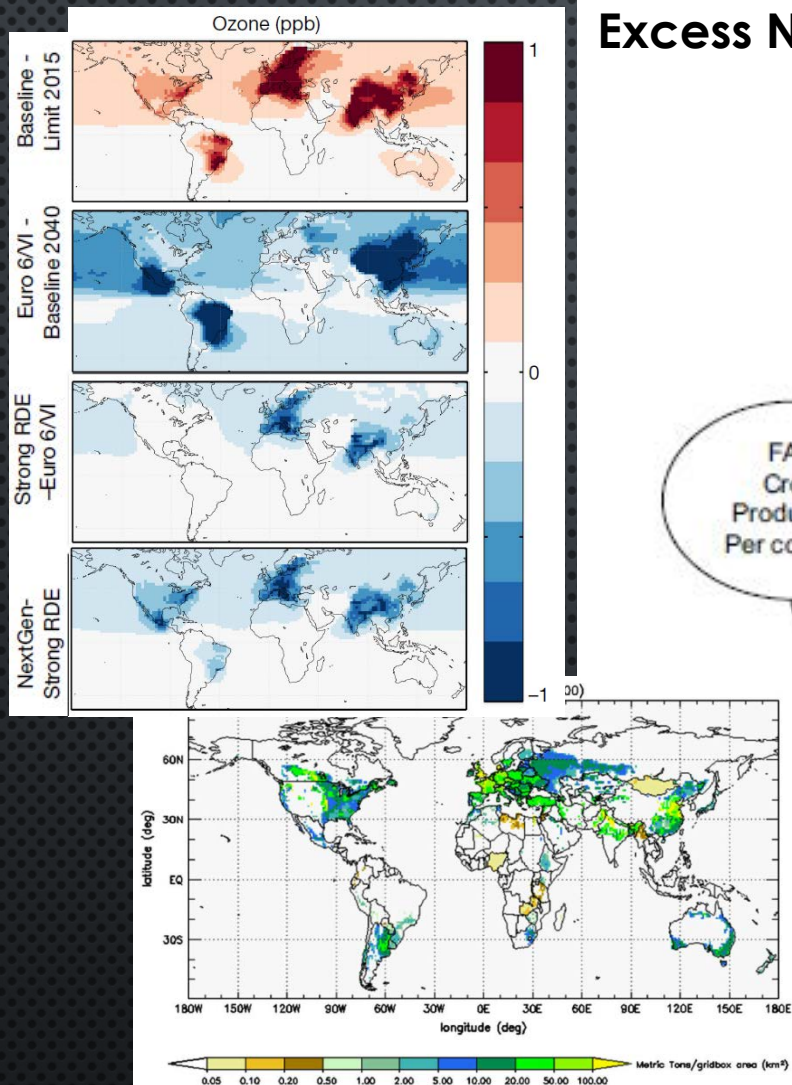 Excess N
Ozone (ppb)
Baseline -
Limit 2015
Euro 6/VI -
Baseline 2040
Strong RDE
–Euro 6/VI
NextGen-
Strong RDE
1
0
–1
60N
30N
EQ
30S
latitude (deg)
180W 150W 120W 90W 60W 30W 0E 30E 60E 90E 120E 150E 180E
longitude (deg)
0.05 0.10 0.20 0.50 1.00 2.00 5.00 10.00 20.00 50.00 100.00
Metric Tons/gridbox area (km²)
FA
Cro
Produ
Per co